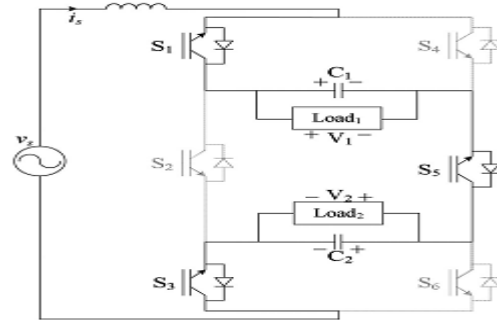 i_s
S₁
S₄
+ C₁ −
Load₁
+ V₁ −
v_s
S₂
S₅
− V₂ +
Load₂
− C₂ +
S₃
S₆